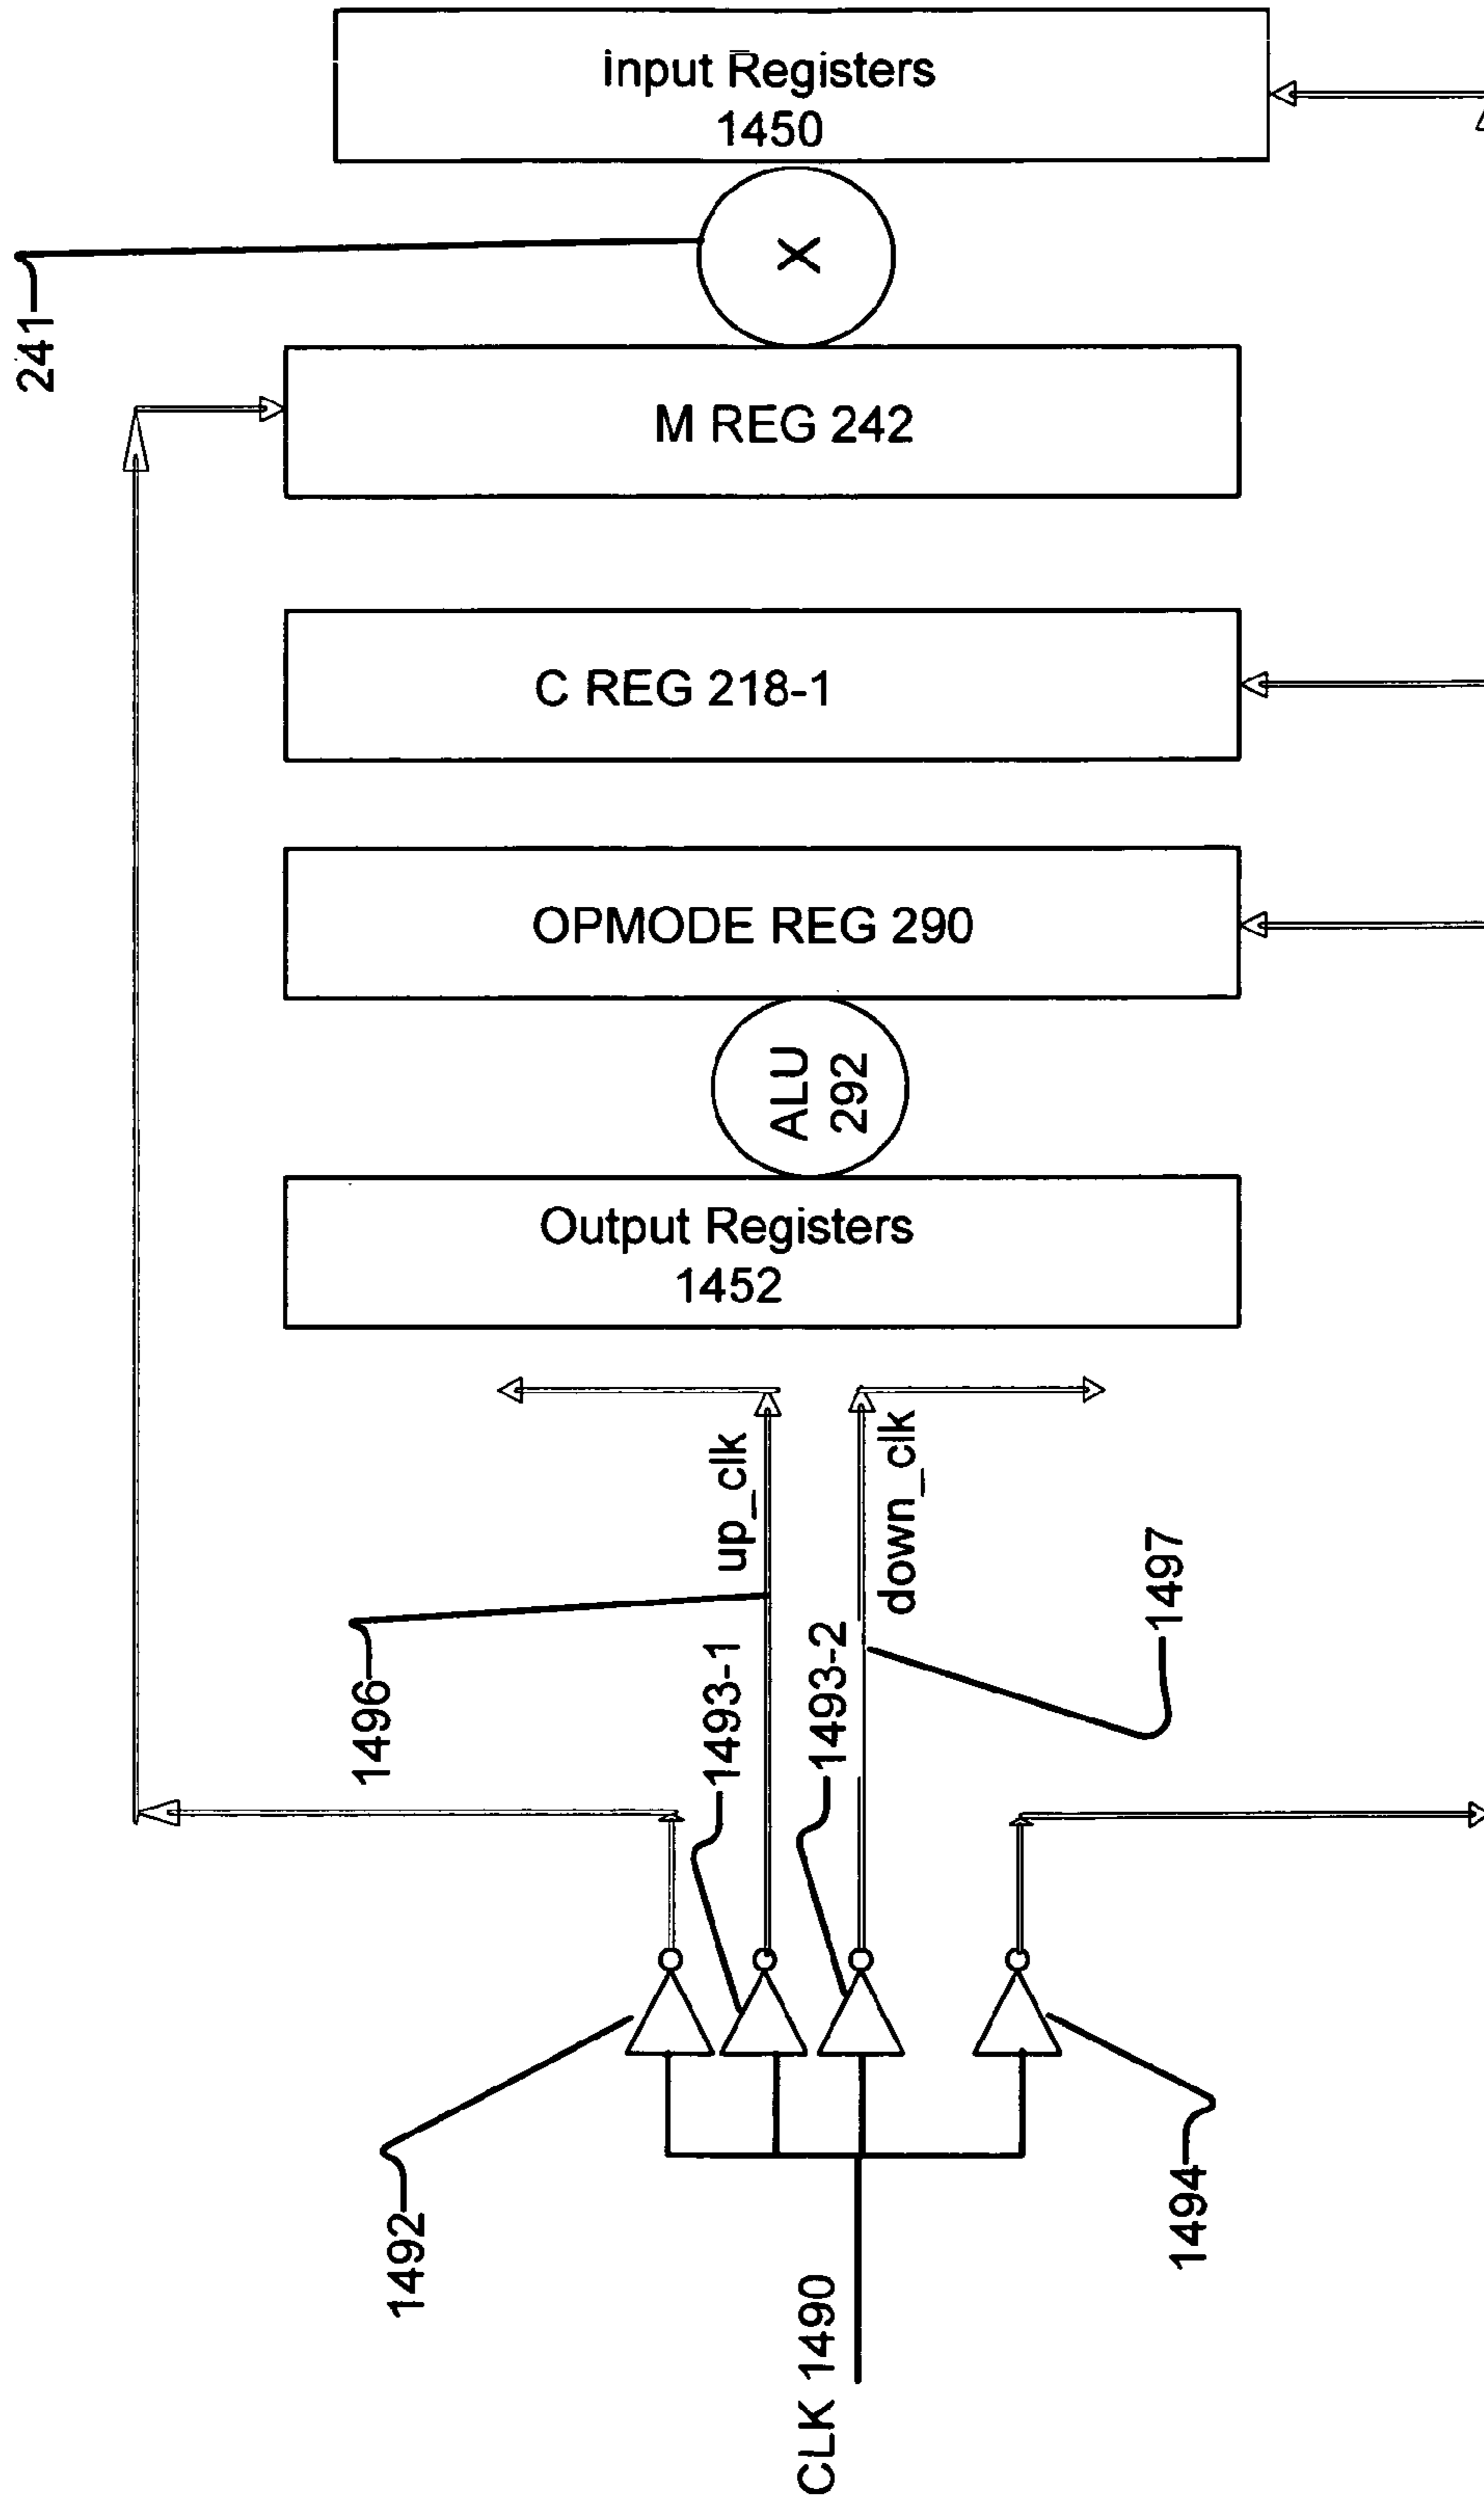 input Registers
1450
X
241
M REG 242
C REG 218-1
OPMODE REG 290
ALU
292
Output Registers
1452
up_clk
down_clk
1496
1493-1
1493-2
1497
1492
1494
CLK 1490